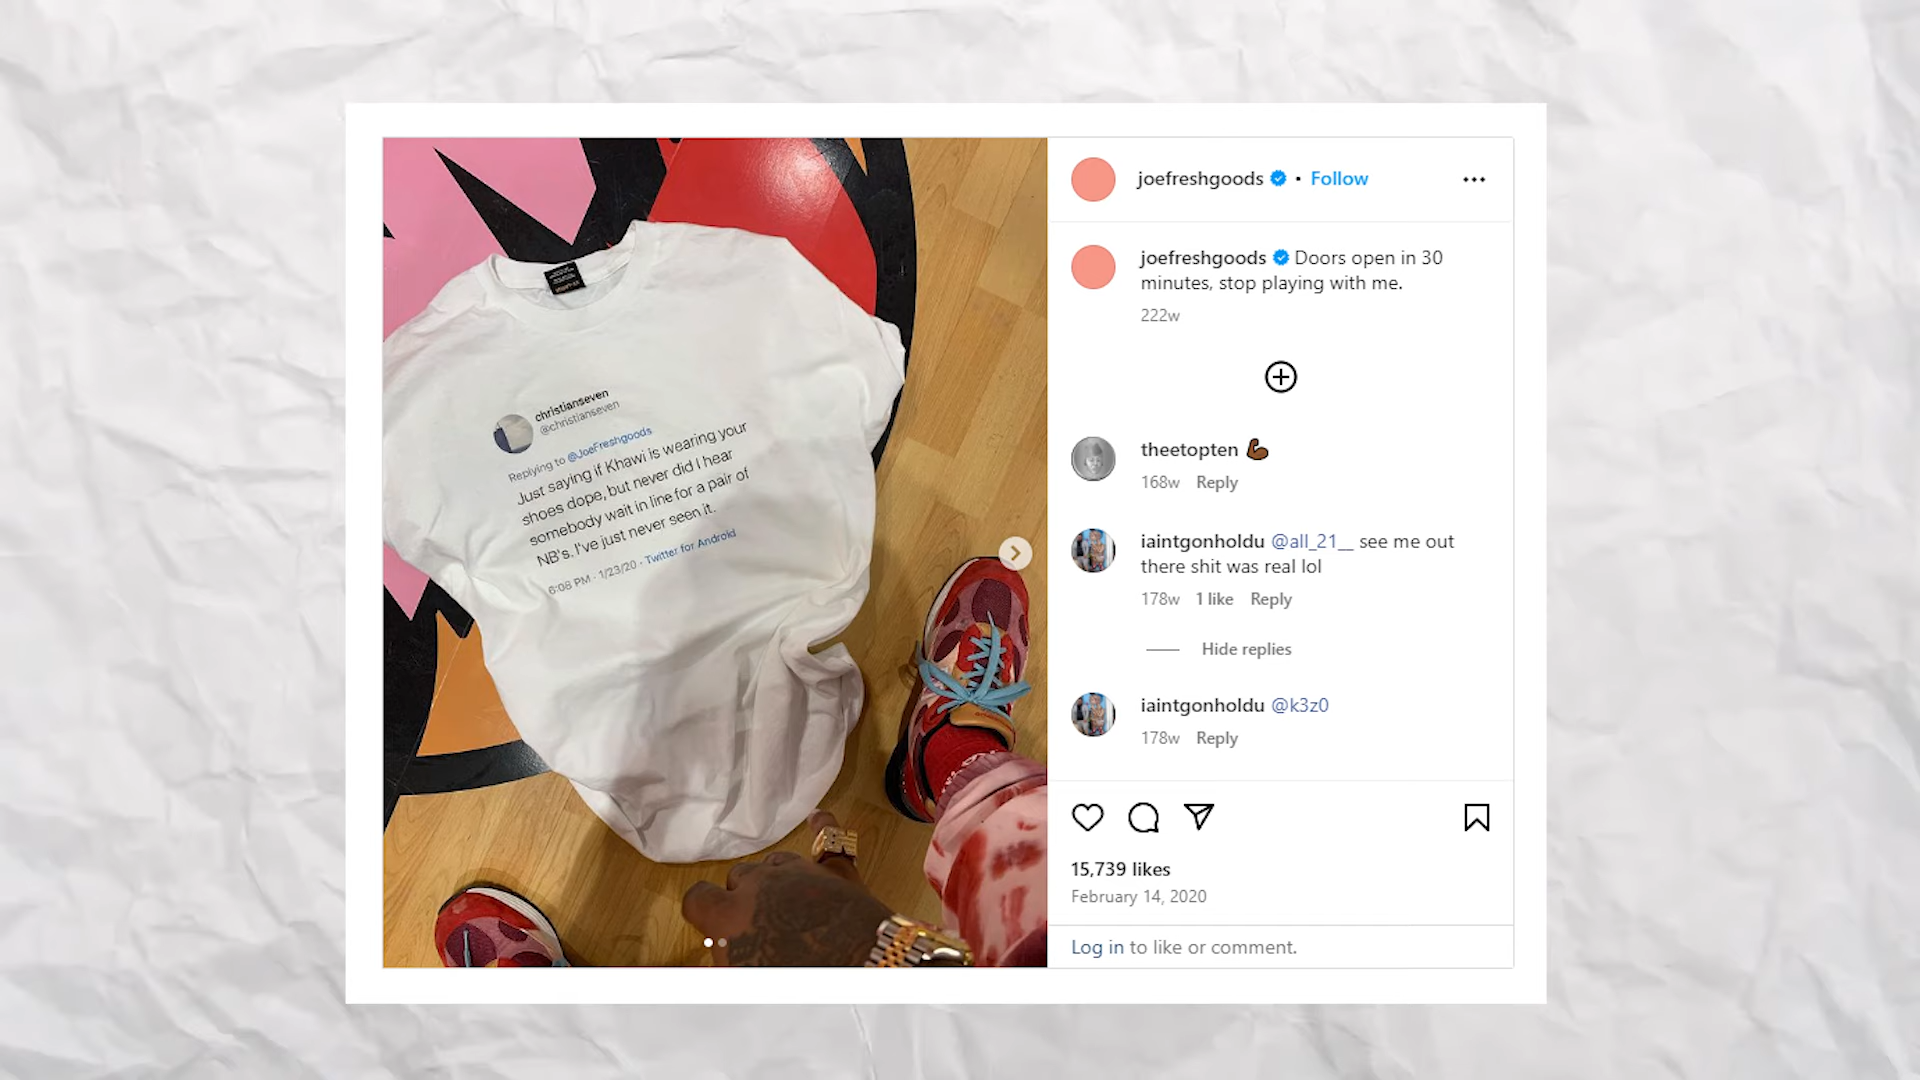 christianseven
@christianseven
Replying to @JoeFreshgoods
Just saying if Khawi is wearing your
shoes dope, but never did I hear
somebody wait in line for a pair of
NB's. I've just never seen it.
6:08 PM · 1/23/20 · Twitter for Android
joefreshgoods • Follow
joefreshgoods Doors open in 30
minutes, stop playing with me.
222w
theetopten 💪🏾
168w Reply
iaintgonholdu @all_21__ see me out
there shit was real lol
178w 1 like Reply
Hide replies
iaintgonholdu @k3z0
178w Reply
15,739 likes
February 14, 2020
Log in to like or comment.